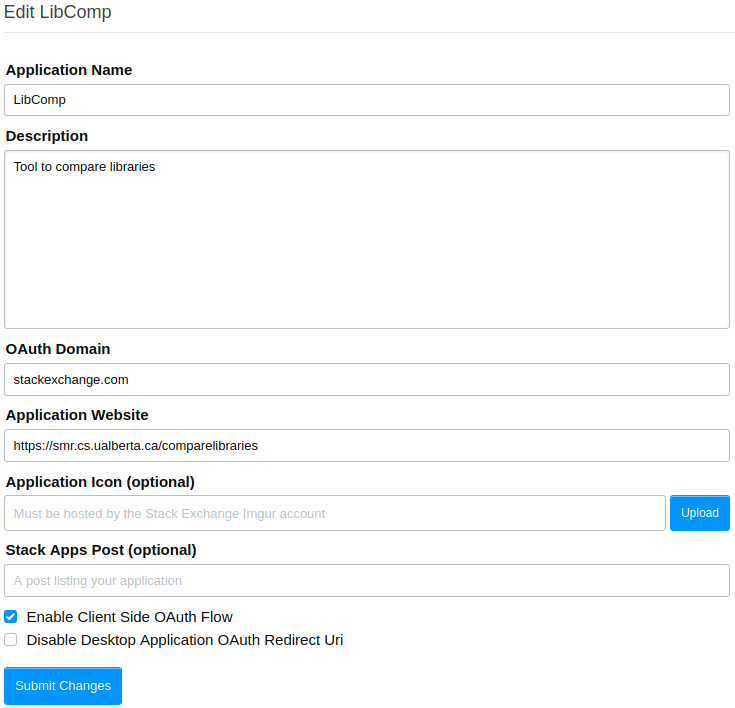 Edit LibComp
Application Name
LibComp
Description
Tool to compare libraries
OAuth Domain
stackexchange.com
Application Website
https://smr.cs.ualberta.ca/comparelibraries
Application Icon (optional)
Must be hosted by the Stack Exchange Imgur account
Upload
Stack Apps Post (optional)
A post listing your application
Enable Client Side OAuth Flow
Disable Desktop Application OAuth Redirect Uri
Submit Changes